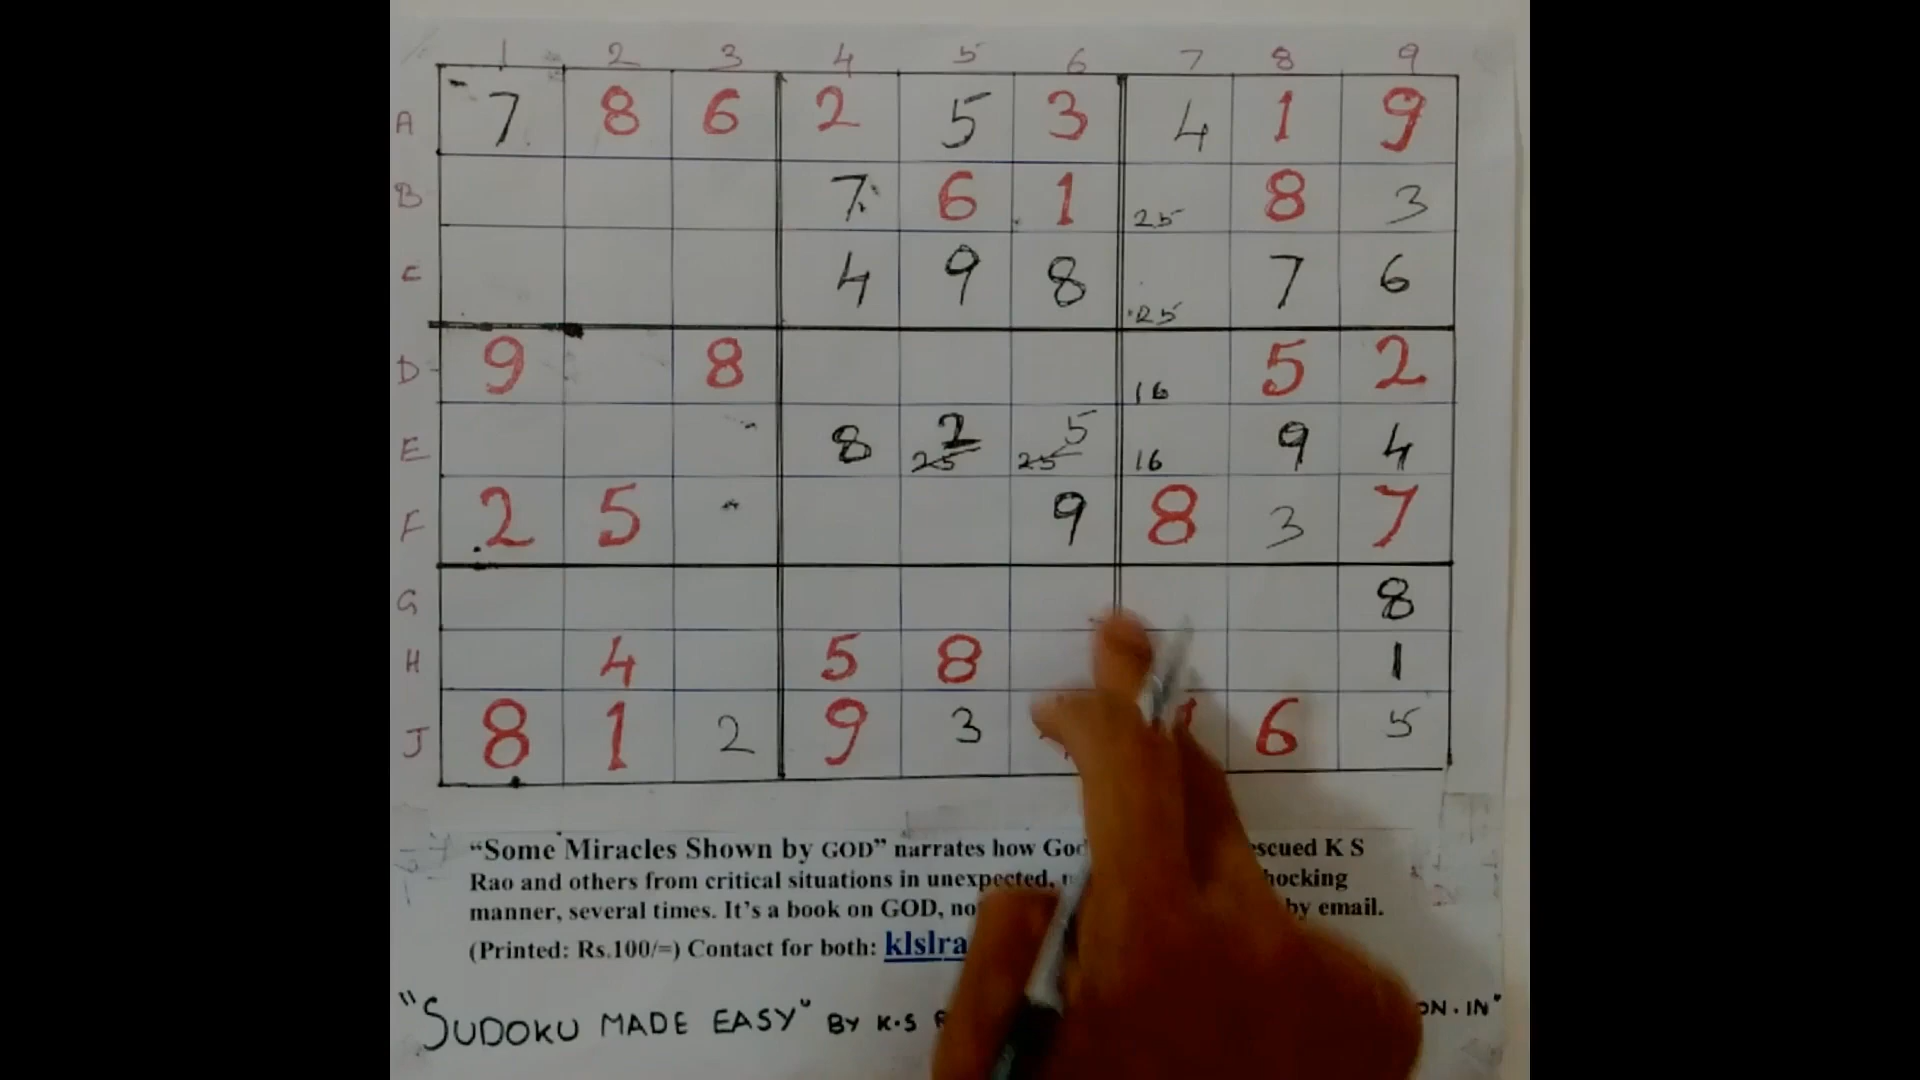 1 2 3 4 5 6 7 8 9
A 7 8 6 2 5 3 4 1 9
B 7 6 1 25 8 3
C 4 9 8 25 7 6
D 9 8 16 5 2
E 8 2 25 5 25 16 9 4
F 2 5 9 8 3 7
G 8
H 4 5 8 1
J 8 1 2 9 3 6 5
“Some Miracles Shown by GOD” narrates how K S
Rao and others from critical situations in unexpected,
manner, several times. It’s a book on GOD, by email.
(Printed: Rs.100/=) Contact for both:
"SUDOKU MADE EASY" BY K.S